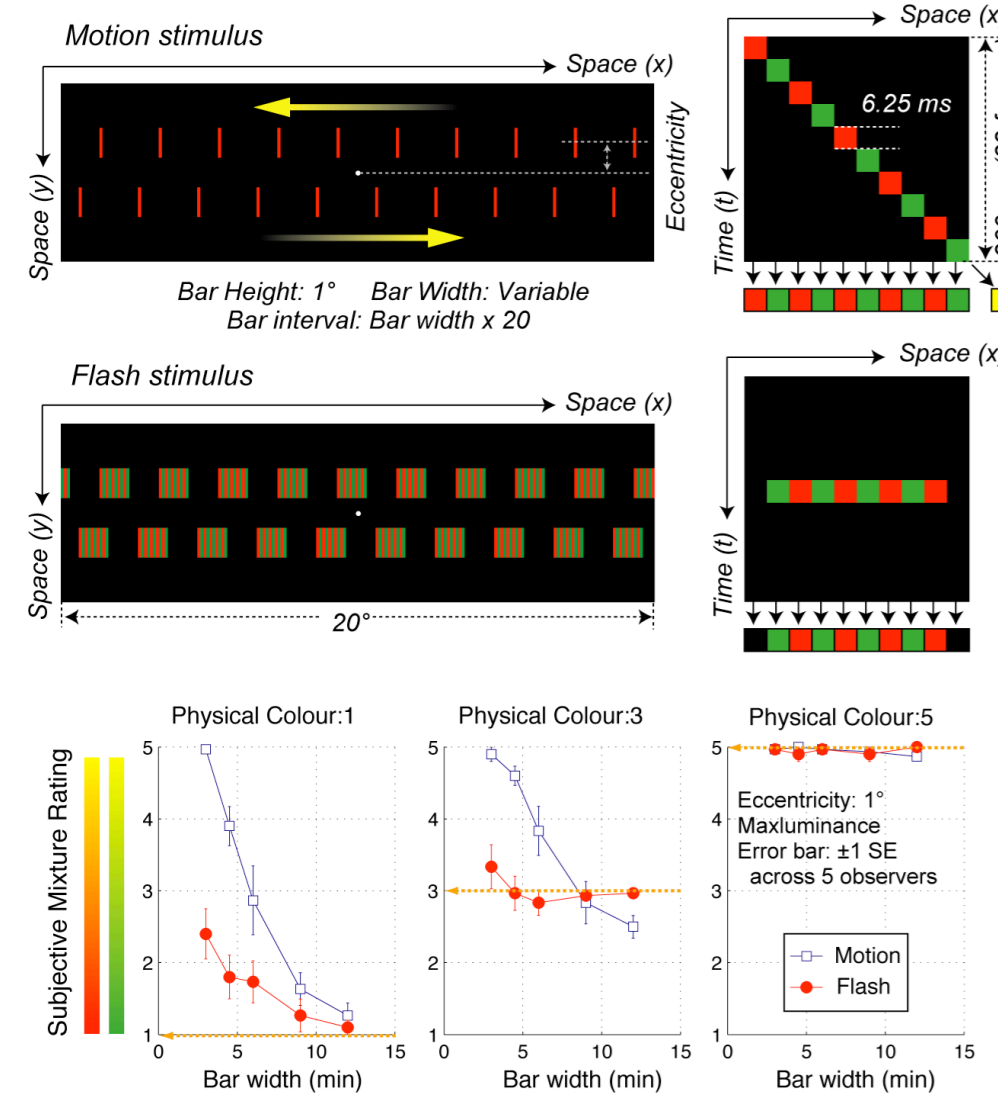 Motion stimulus
Space (x)
Space (y)
Eccentricity
Bar Height: 1° Bar Width: Variable
Bar interval: Bar width x 20
Space (x
Time (t)
6.25 ms
Flash stimulus
Space (x)
Space (y)
20°
Space (x
Time (t)
Subjective Mixture Rating
Physical Colour:1
5
4
3
2
1
0 5 10 15
Bar width (min)
Physical Colour:3
5
4
3
2
1
0 5 10 15
Bar width (min)
Physical Colour:5
5
4
3
2
1
Eccentricity: 1°
Maxluminance
Error bar: ±1 SE
across 5 observers
Motion
Flash
0 5 10 15
Bar width (min)